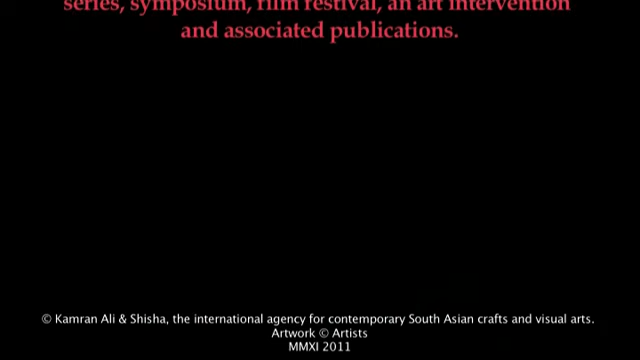 series, symposium, film festival, an art intervention
and associated publications.
© Kamran Ali & Shisha, the international agency for contemporary South Asian crafts and visual arts.
Artwork © Artists
MMXI 2011